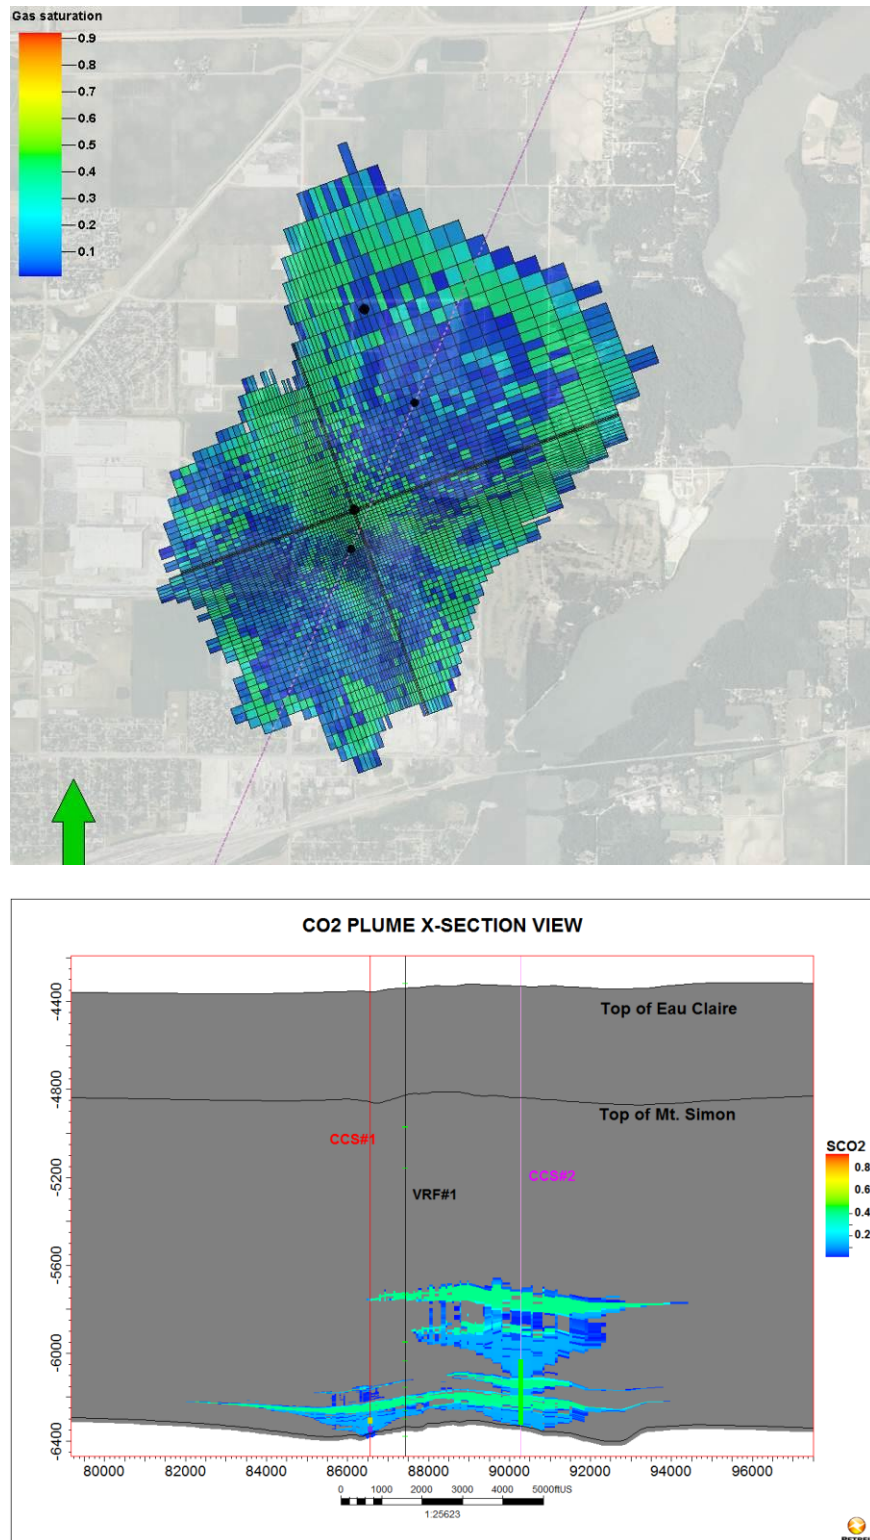 Gas saturation
0.9
0.8
0.7
0.6
0.5
0.4
0.3
0.2
0.1
CO2 PLUME X-SECTION VIEW
-4400
Top of Eau Claire
-4800
Top of Mt. Simon
CCS#1
SCO2
-5200
CCS#2
0.8
VRF#1
0.6
0.4
0.2
-5600
-6000
-6400
80000 82000 84000 86000 88000 90000 92000 94000 96000
0 1000 2000 3000 4000 5000ftUS
1:25623
PETREL